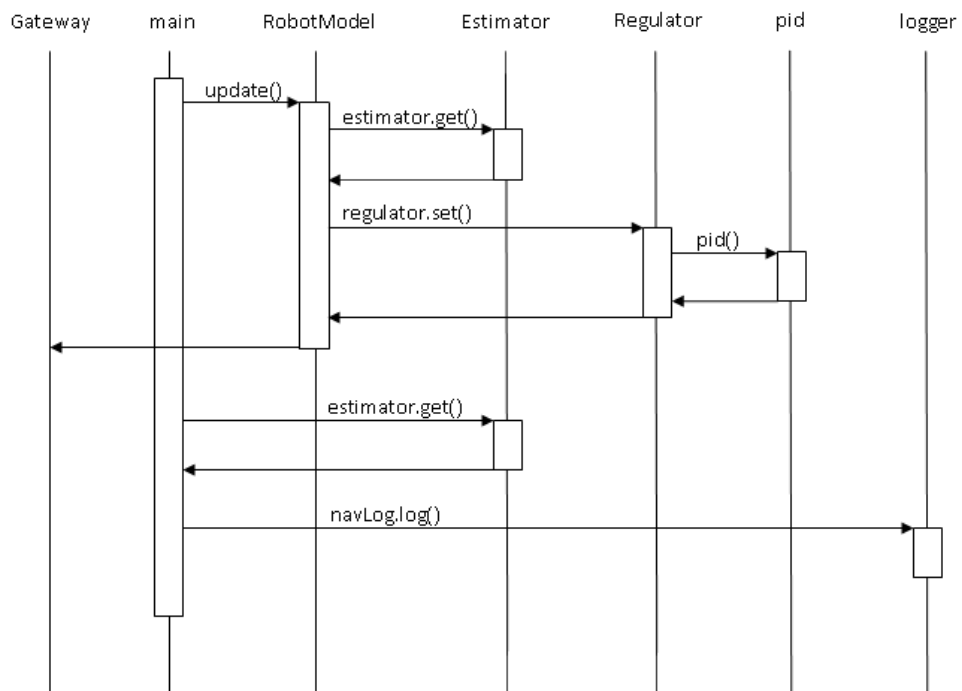 Gateway main RobotModel Estimator Regulator pid logger
update()
estimator.get()
regulator.set()
pid()
estimator.get()
navLog.log()